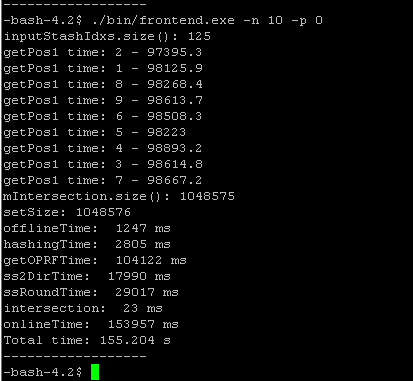 ------------------
-bash-4.2$ ./bin/frontend.exe -n 10 -p 0
inputStashIdxs.size(): 125
getPos1 time: 2 - 97395.3
getPos1 time: 1 - 98125.9
getPos1 time: 8 - 98268.4
getPos1 time: 9 - 98613.7
getPos1 time: 6 - 98508.3
getPos1 time: 5 - 98223
getPos1 time: 4 - 98893.2
getPos1 time: 3 - 98614.8
getPos1 time: 7 - 98667.2
mIntersection.size(): 1048575
setSize: 1048576
offlineTime:  1247 ms
hashingTime:  2805 ms
getOPRFTime:  104122 ms
ss2DirTime:  17990 ms
ssRoundTime:  29017 ms
intersection:  23 ms
onlineTime:  153957 ms
Total time: 155.204 s
------------------
-bash-4.2$